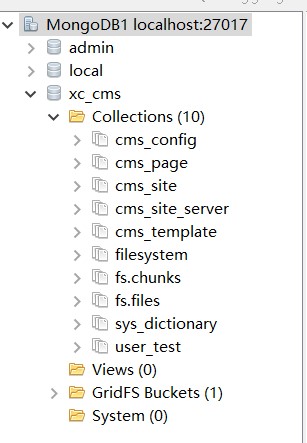 MongoDB1 localhost:27017
admin
local
xc_cms
Collections (10)
cms_config
cms_page
cms_site
cms_site_server
cms_template
filesystem
fs.chunks
fs.files
sys_dictionary
user_test
Views (0)
GridFS Buckets (1)
System (0)